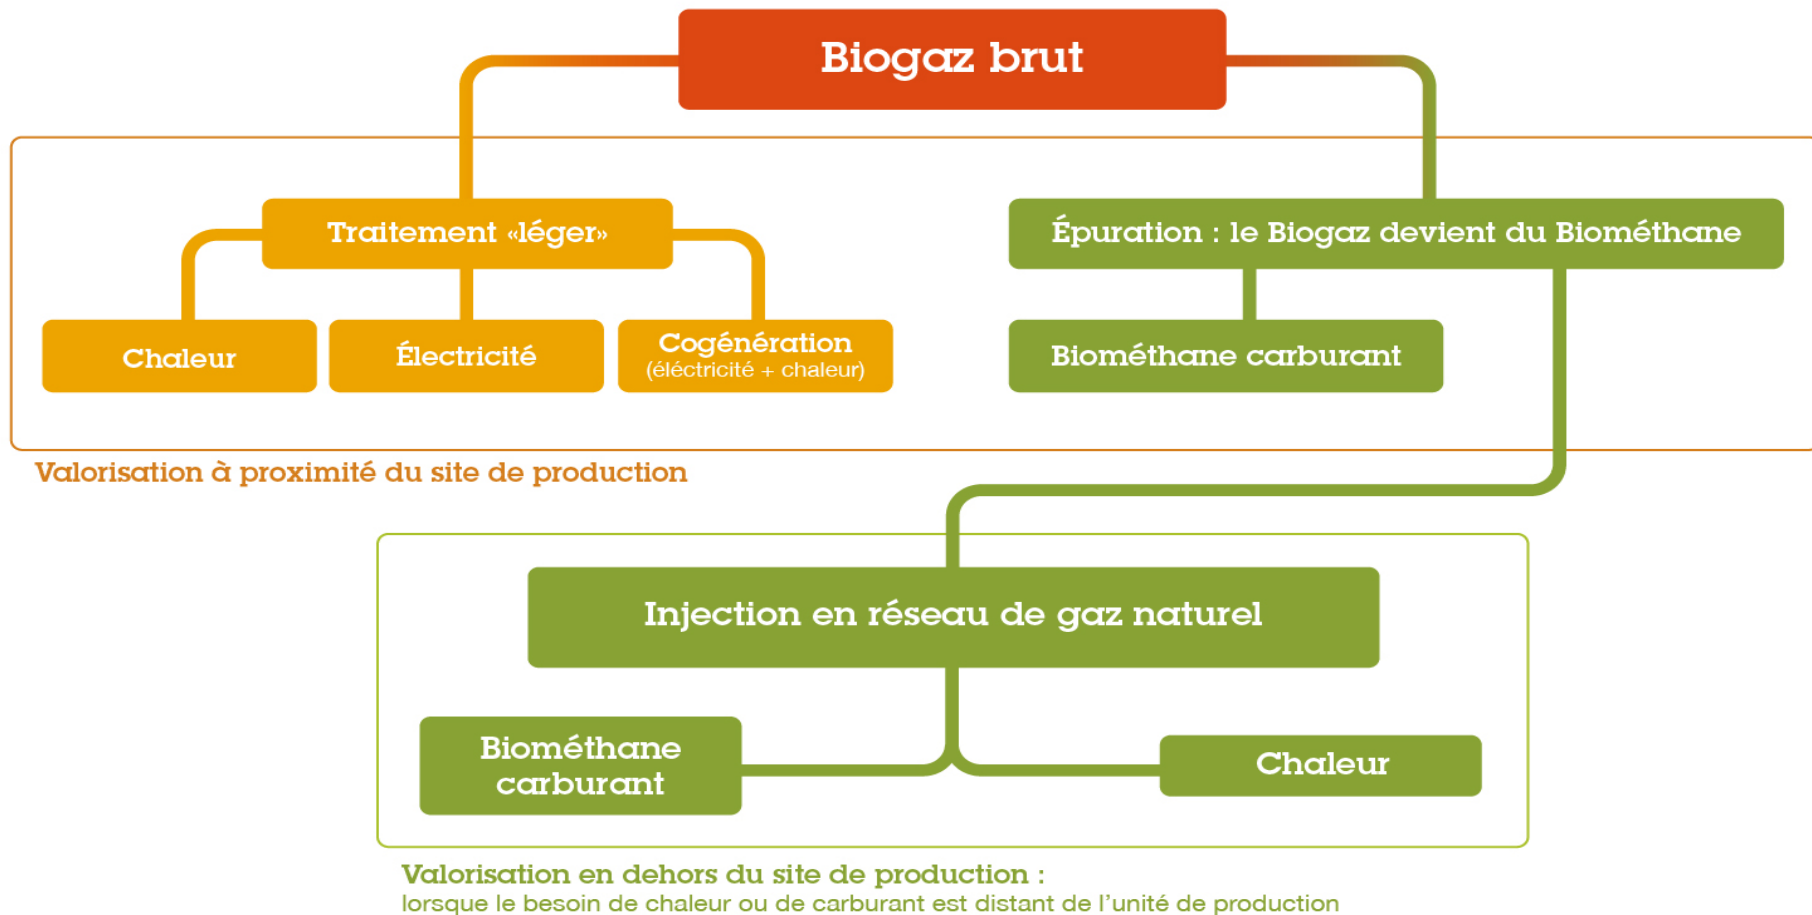 Biogaz brut
Traitement «léger»
Épuration : le Biogaz devient du Biométhane
Chaleur
Électricité
Cogénération
(éléctricité + chaleur)
Biométhane carburant
Valorisation à proximité du site de production
Injection en réseau de gaz naturel
Biométhane
carburant
Chaleur
Valorisation en dehors du site de production :
lorsque le besoin de chaleur ou de carburant est distant de l’unité de production